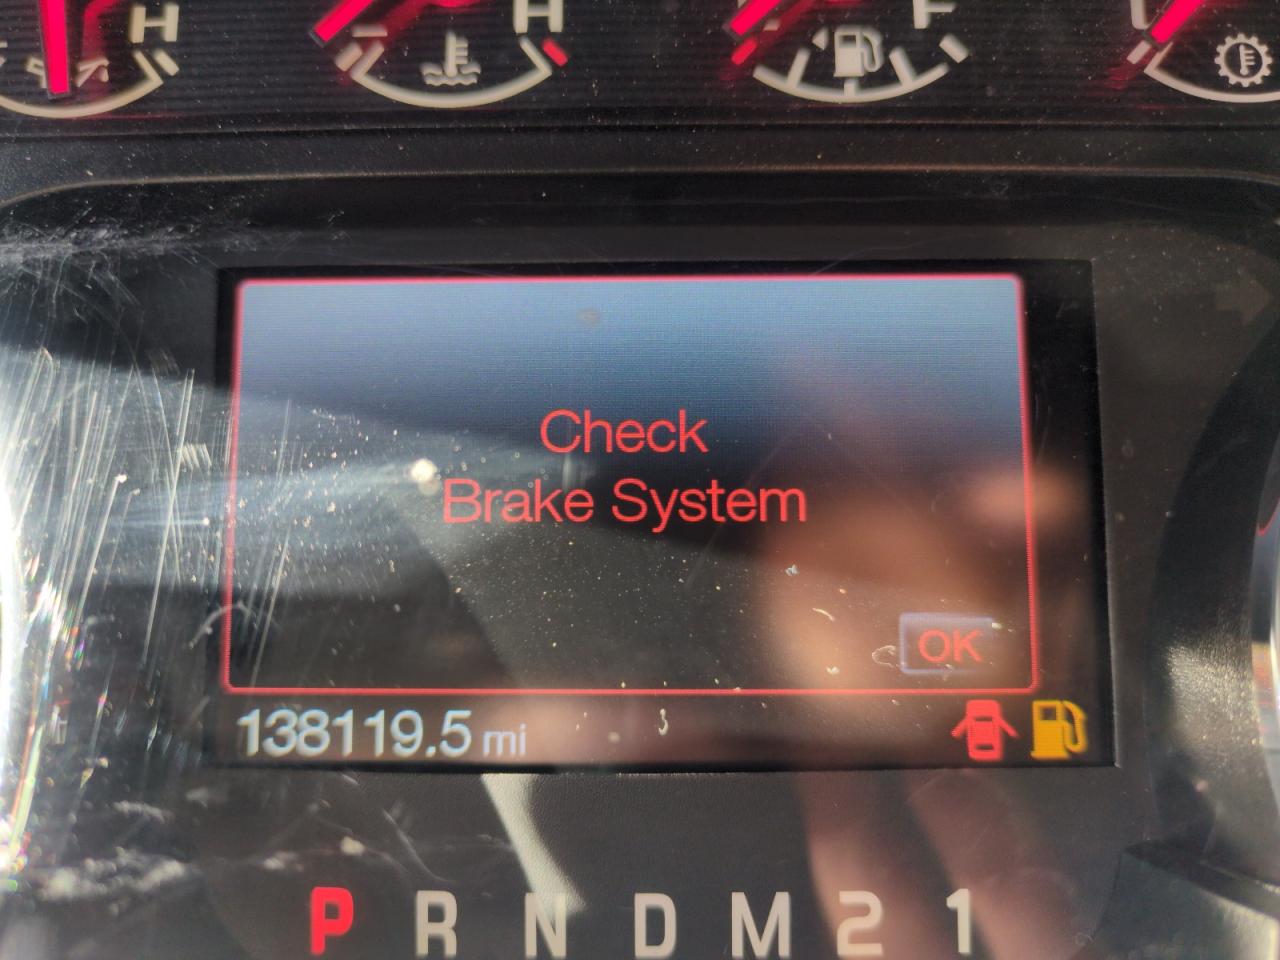 H
H
F
Check
Brake System
OK
138119.5 mi
P R N D M 2 1